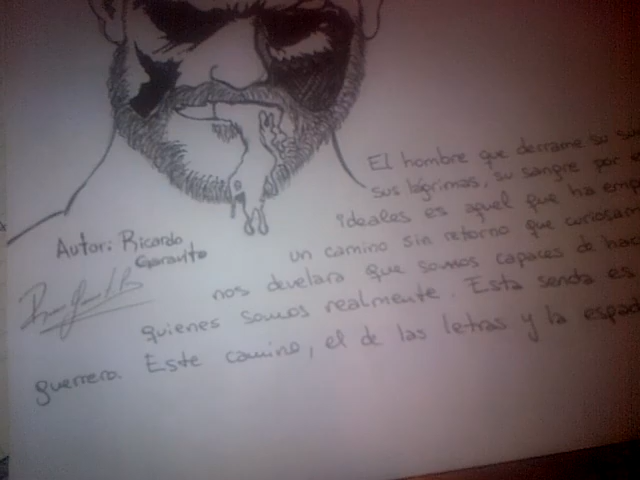 El hombre que derrame su
sus lágrimas, su sangre por
ideales es aquel que ha
un camino sin retorno que
nos develara que somos capaces de
quienes somos realmente. Esta senda es
guerrero. Este camino, el de las letras y la
Autor: Ricardo
Garauito